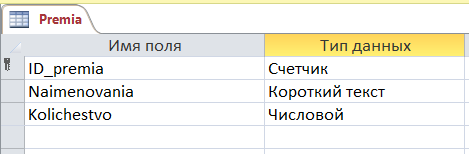 Premia
Имя поля Тип данных
ID_premia Счетчик
Naimenovania Короткий текст
Kolichestvo Числовой